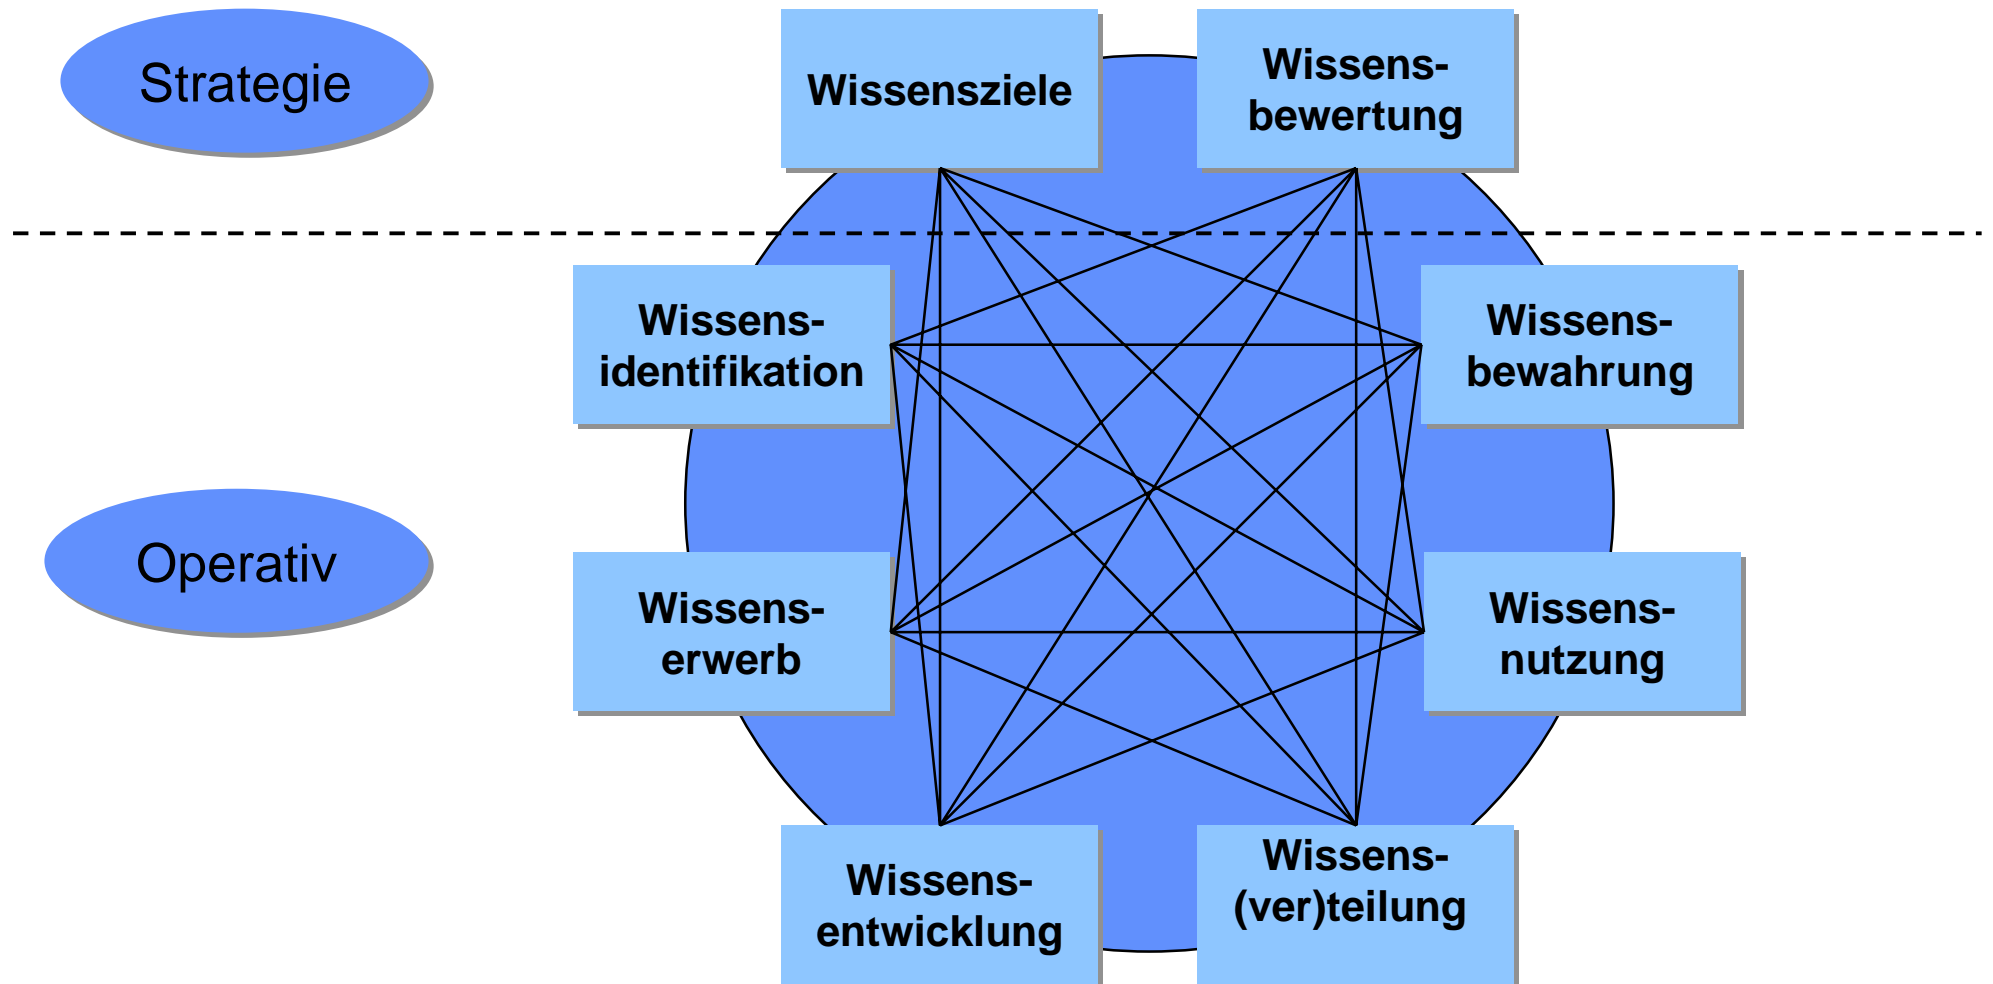 Strategie
Wissensziele
Wissens-
bewertung
Wissens-
identifikation
Wissens-
bewahrung
Operativ
Wissens-
erwerb
Wissens-
nutzung
Wissens-
entwicklung
Wissens-
(ver)teilung